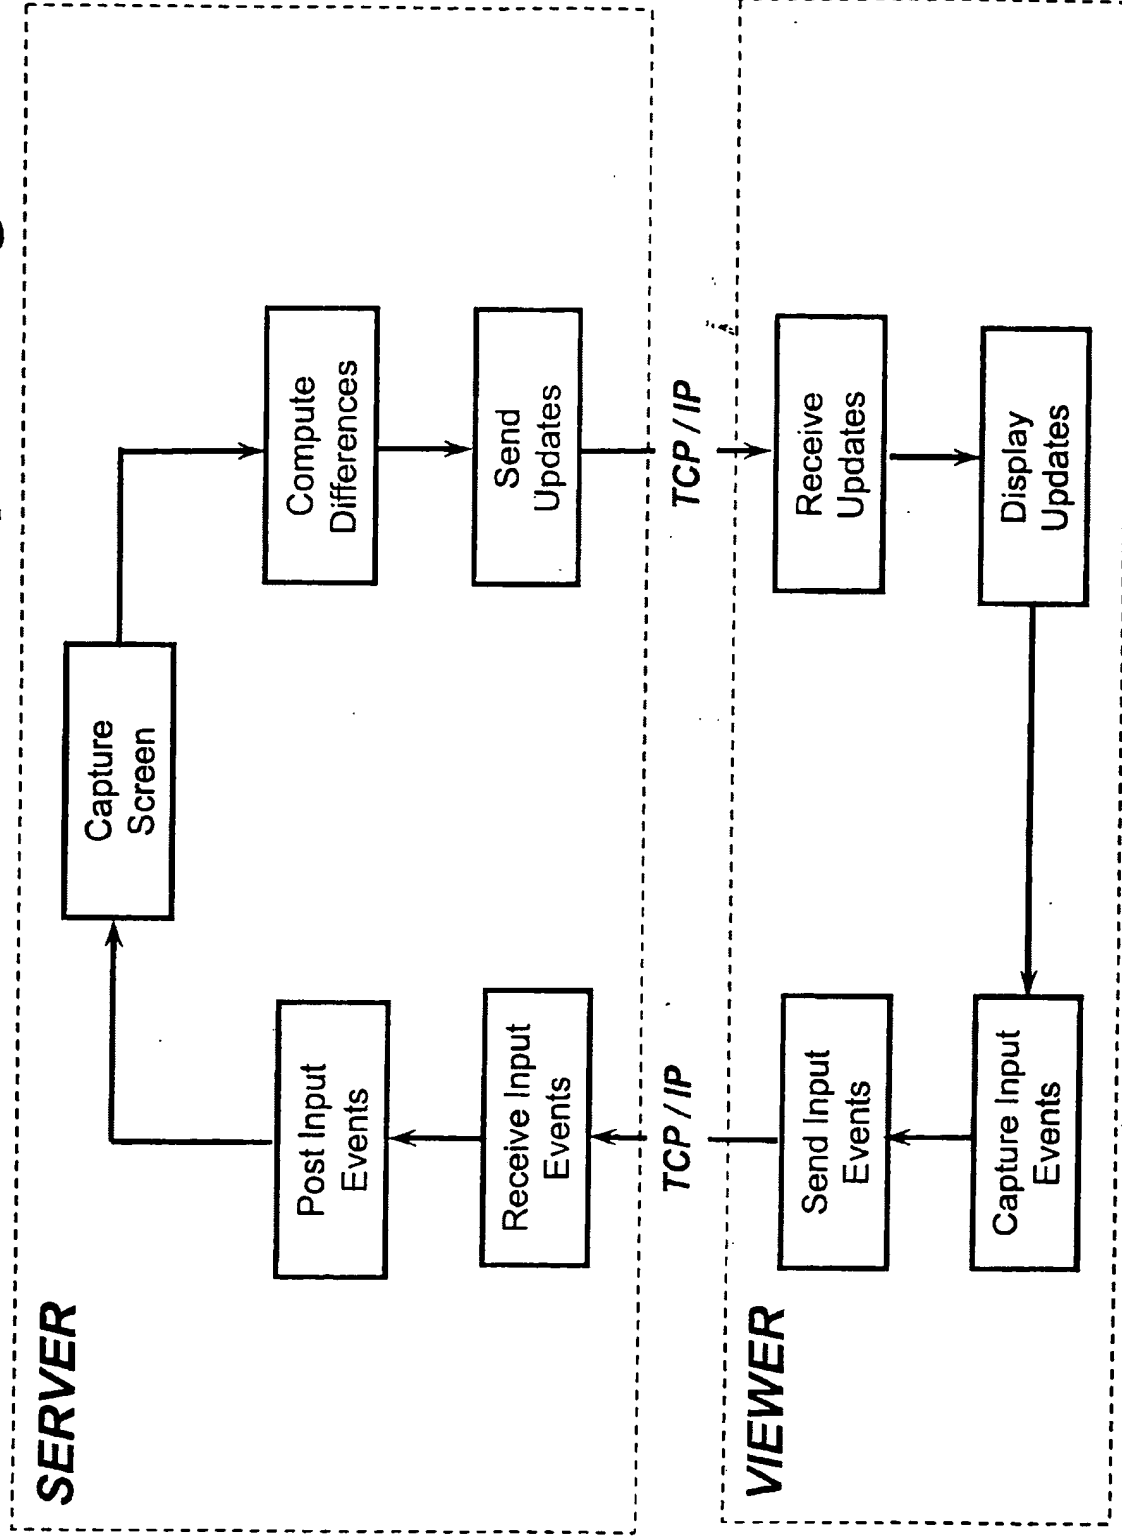 SERVER
Capture
Screen
Post Input
Events
Compute
Differences
Receive Input
Events
Send
Updates
TCP / IP
TCP / IP
VIEWER
Send Input
Events
Receive
Updates
Capture Input
Events
Display
Updates